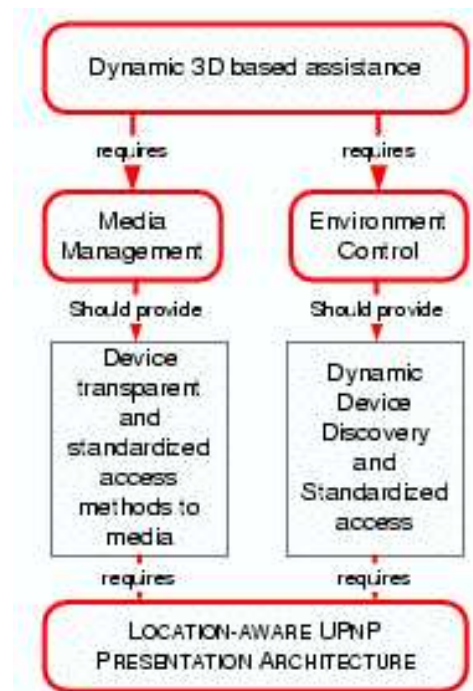 Dynamic 3D based assistance
requires
requires
Media
Management
Environment
Control
Should provide
Should provide
Device
transparent
and
standardized
access
methods to
media
Dynamic
Device
Discovery
and
Standardized
access
requires
requires
LOCATION-AWARE UPNP
PRESENTATION ARCHITECTURE